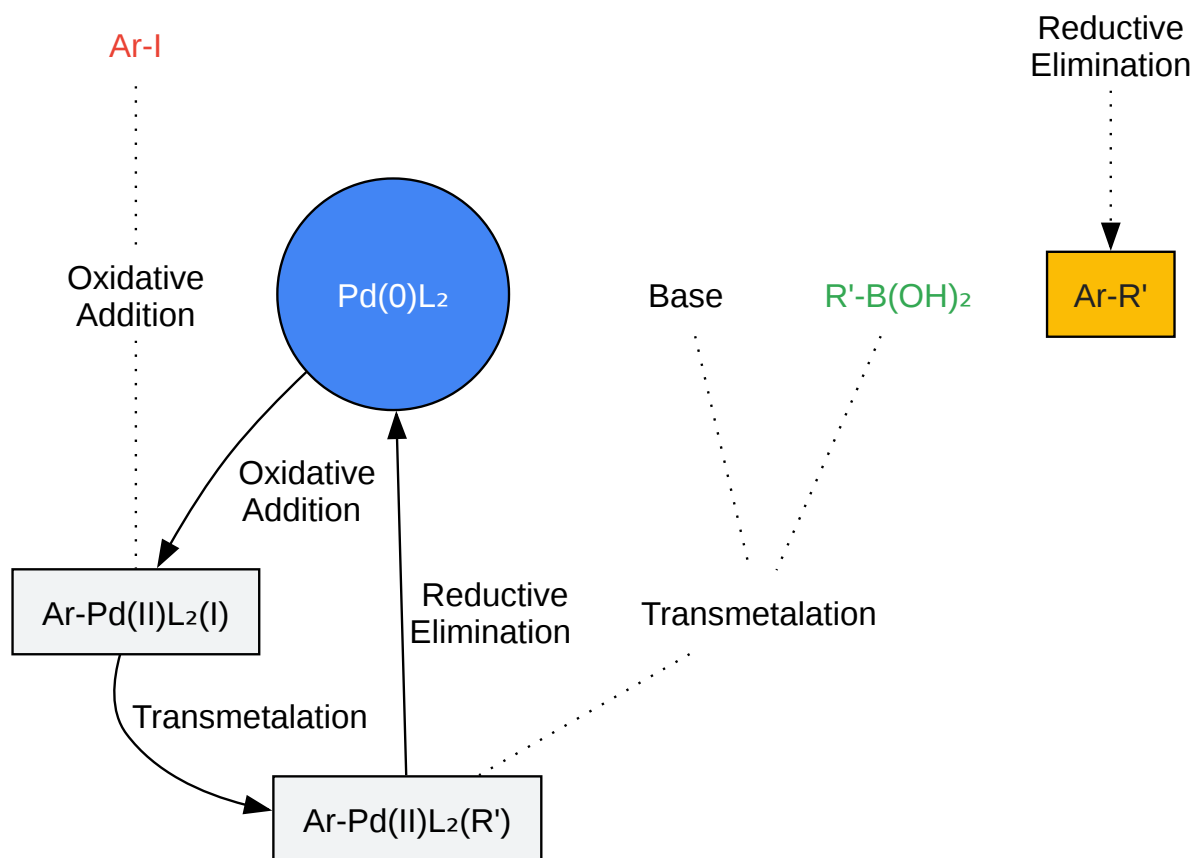 Ar-I
Reductive
Elimination
Oxidative
Addition
Pd(0)L₂
Base
R'-B(OH)₂
Ar-R'
Oxidative
Addition
Ar-Pd(II)L₂(I)
Reductive
Elimination
Transmetalation
Transmetalation
Ar-Pd(II)L₂(R')